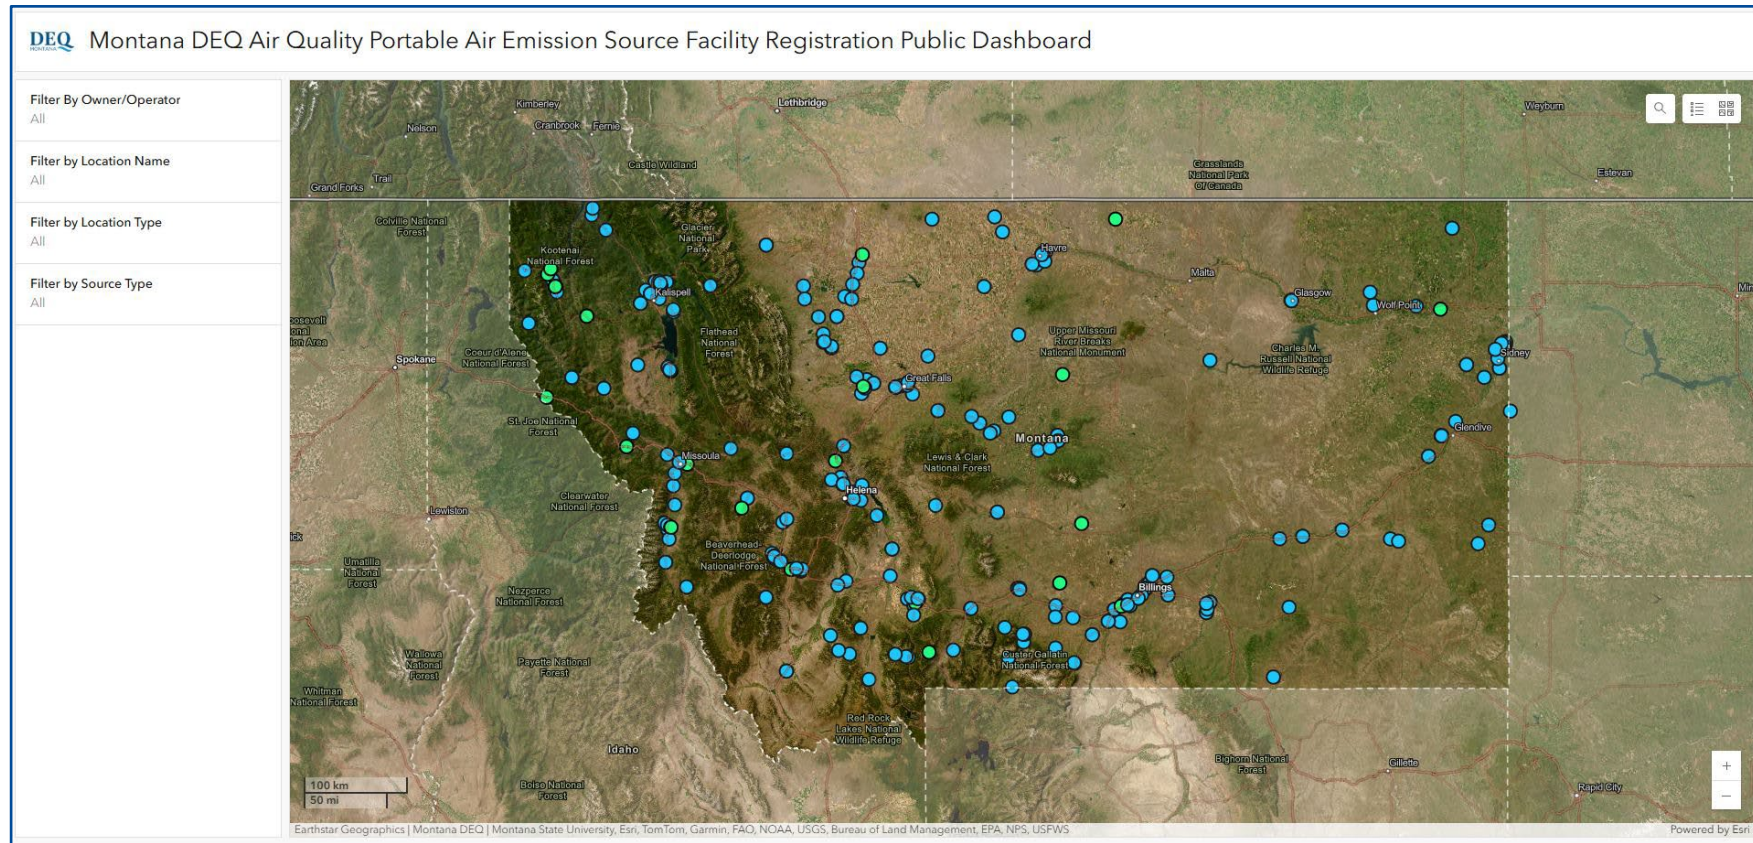 DEQ
MONTANA
Montana DEQ Air Quality Portable Air Emission Source Facility Registration Public Dashboard
Filter By Owner/Operator
All
Filter by Location Name
All
Filter by Location Type
All
Filter by Source Type
All
Kimberley
Lethbridge
Weyburn
Nelson
Cranbrook
Fernie
Castle Wildland
Grasslands
National Park
Of Canada
Estevan
Trail
Grand Forks
Colville National
Forest
Glacier
National
Park
Kootenai
National Forest
Havre
Malta
Kalispell
Glasgow
Wolf Point
Flathead
National
Forest
Upper Missouri
River Breaks
National Monument
Charles M.
Russell National
Wildlife Refuge
Sidney
Spokane
Coeur d'Alene
National Forest
Great Falls
St. Joe National
Forest
Montana
Glendive
Missoula
Lewis & Clark
National Forest
Helena
Clearwater
National Forest
Lewiston
Beaverhead-
Deerlodge
National Forest
Umatilla
National
Forest
Nezperce
National Forest
Billings
Wallowa
National
Forest
Payette National
Forest
Custer Gallatin
National Forest
Whitman
National Forest
Red Rock
Lakes National
Wildlife Refuge
Idaho
Bighorn National
Forest
Gillette
Boise National
Forest
Rapid City
100 km
50 mi
+
−
Earthstar Geographics | Montana DEQ | Montana State University, Esri, TomTom, Garmin, FAO, NOAA, USGS, Bureau of Land Management, EPA, NPS, USFWS
Powered by Esri